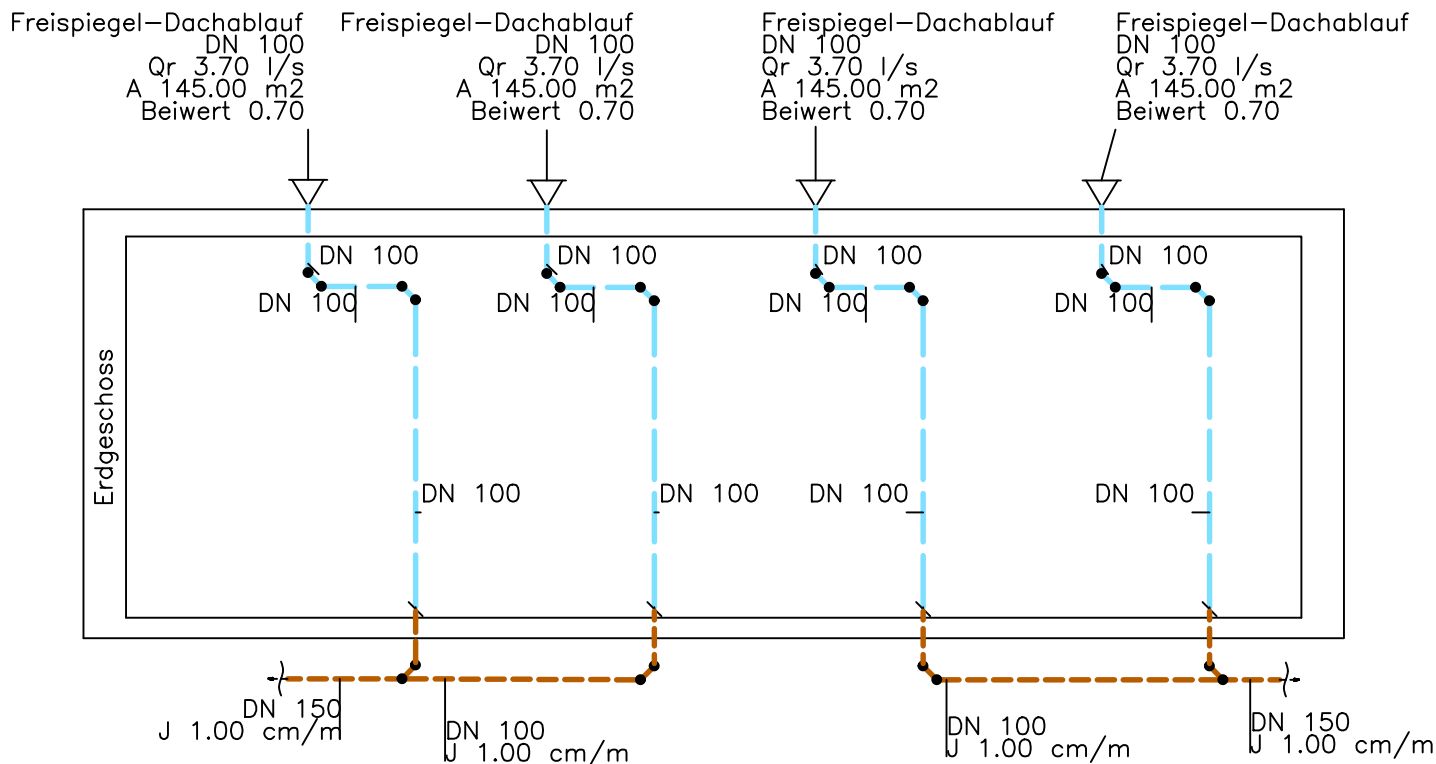 Freispiegel-Dachablauf
DN 100
Qr 3.70 l/s
A 145.00 m2
Beiwert 0.70
Freispiegel-Dachablauf
DN 100
Qr 3.70 l/s
A 145.00 m2
Beiwert 0.70
Freispiegel-Dachablauf
DN 100
Qr 3.70 l/s
A 145.00 m2
Beiwert 0.70
Freispiegel-Dachablauf
DN 100
Qr 3.70 l/s
A 145.00 m2
Beiwert 0.70
DN 100
DN 100
DN 100
DN 100
DN 100
DN 100
DN 100
DN 100
Erdgeschoss
DN 100
DN 100
DN 100
DN 100
DN 150
J 1.00 cm/m
DN 100
J 1.00 cm/m
DN 100
J 1.00 cm/m
DN 150
J 1.00 cm/m